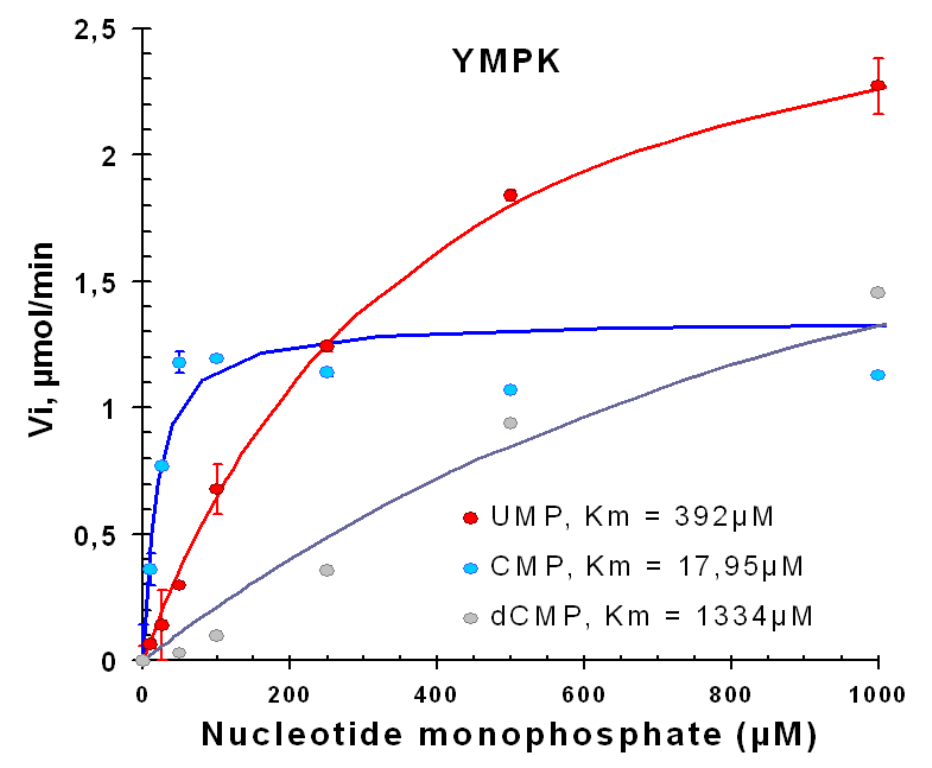 YMPK
2,5
2
1,5
1
0,5
0
Vi, µmol/min
UMP, Km = 392µM
CMP, Km = 17,95µM
dCMP, Km = 1334µM
0 200 400 600 800 1000
Nucleotide monophosphate (µM)